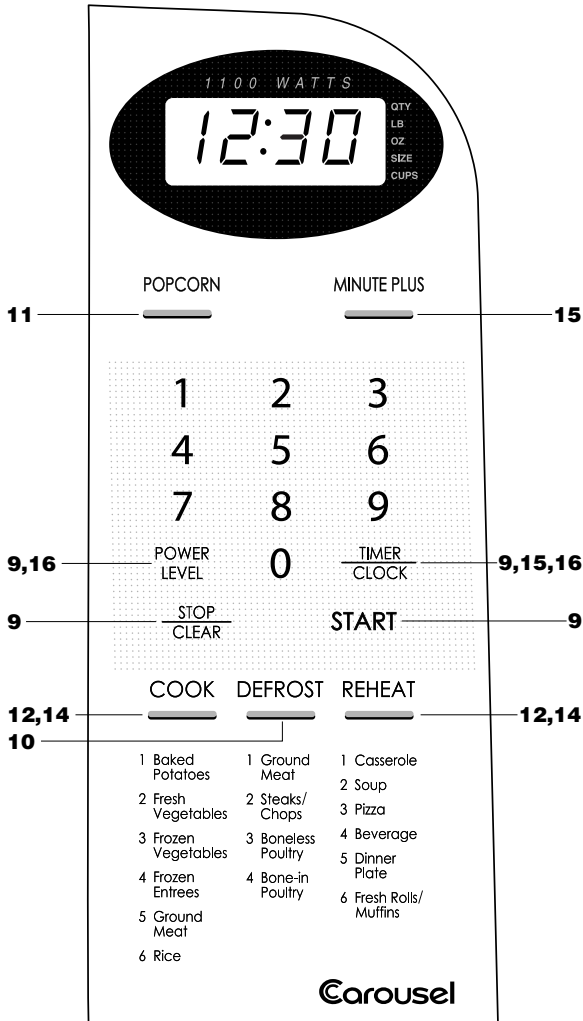 1100 WATTS
12:30
QTY
LB
OZ
SIZE
CUPS
POPCORN MINUTE PLUS
11 15
1 2 3
4 5 6
7 8 9
9,16 POWER LEVEL 0 TIMER CLOCK 9,15,16
9 STOP CLEAR START 9
COOK DEFROST REHEAT
12,14 12,14
10
1 Baked
Potatoes
2 Fresh
Vegetables
3 Frozen
Vegetables
4 Frozen
Entrees
5 Ground
Meat
6 Rice
1 Ground
Meat
2 Steaks/
Chops
3 Boneless
Poultry
4 Bone-in
Poultry
1 Casserole
2 Soup
3 Pizza
4 Beverage
5 Dinner
Plate
6 Fresh Rolls/
Muffins
Carousel